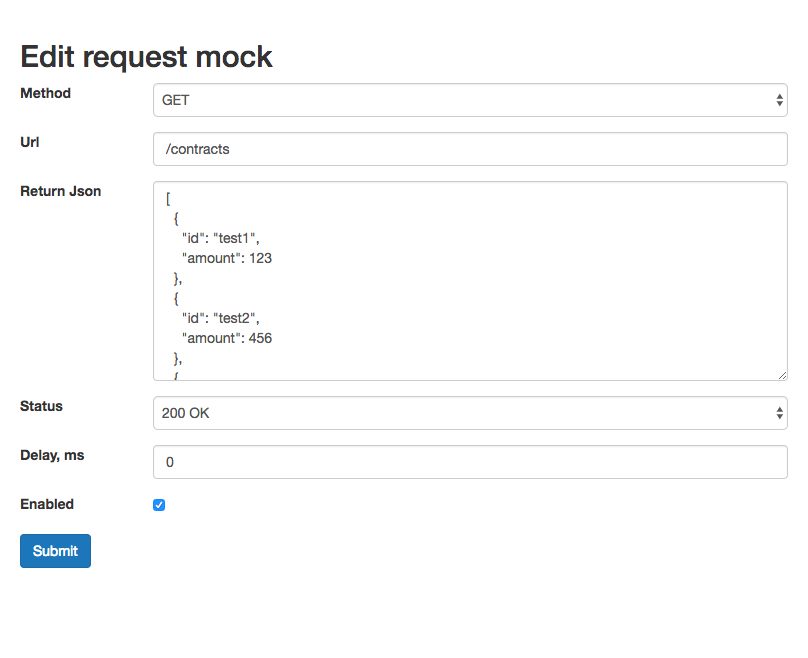 Edit request mock
Method
GET
Url
/contracts
Return Json
[
{
"id": "test1",
"amount": 123
},
{
"id": "test2",
"amount": 456
},
{
Status
200 OK
Delay, ms
0
Enabled
Submit